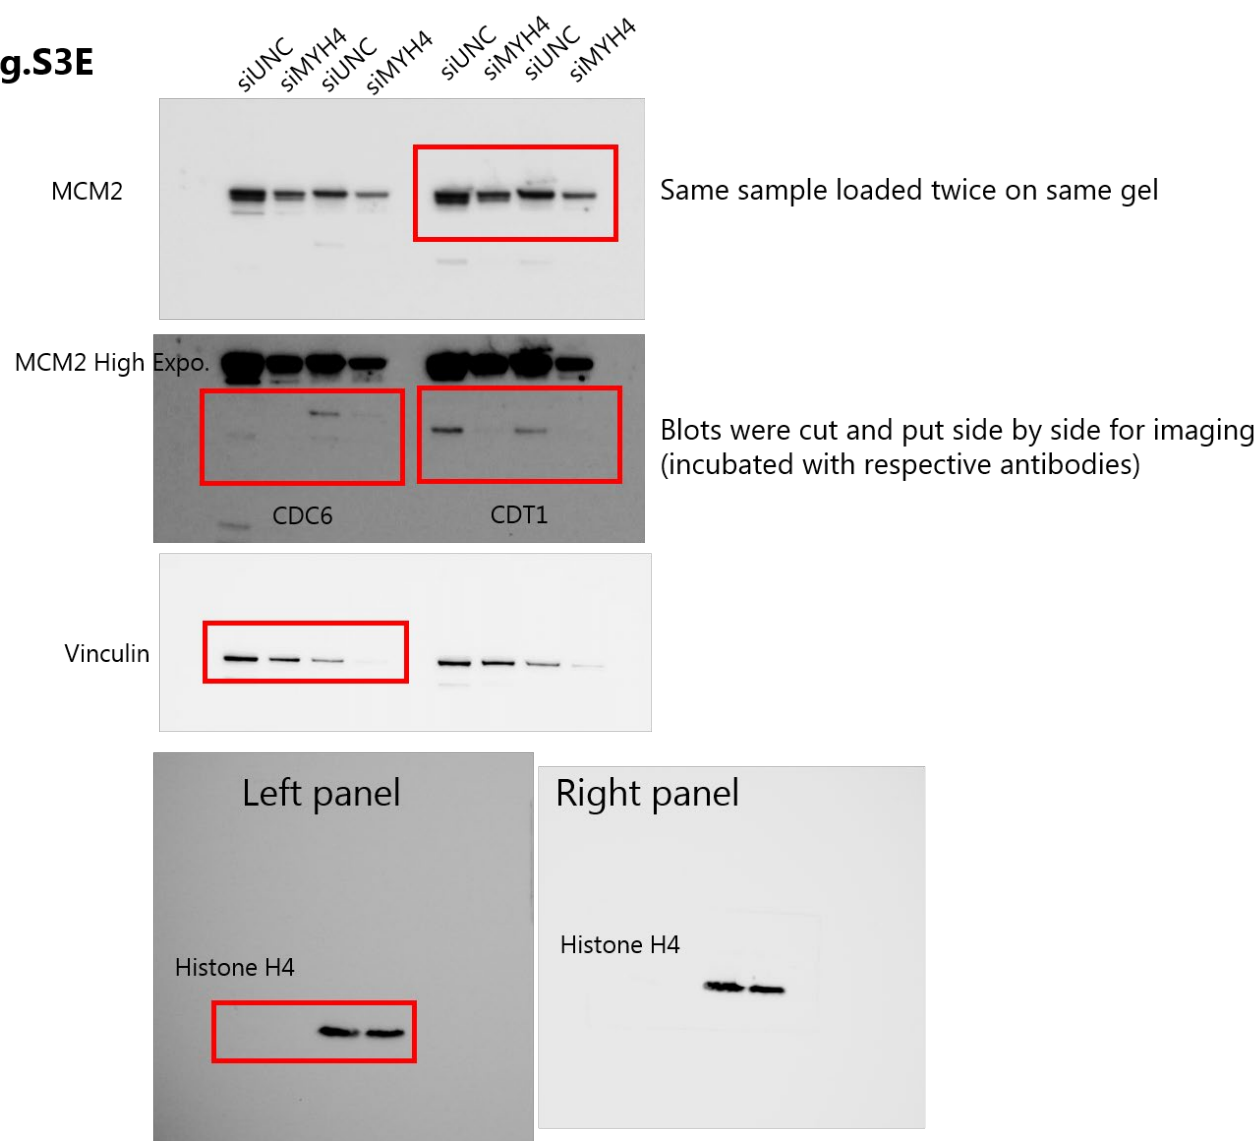 g.S3E
siUNC siMYH4 siUNC siMYH4 siUNC siMYH4 siUNC siMYH4
MCM2
Same sample loaded twice on same gel
MCM2 High Expo.
Blots were cut and put side by side for imaging
(incubated with respective antibodies)
CDC6 CDT1
Vinculin
Left panel
Right panel
Histone H4
Histone H4